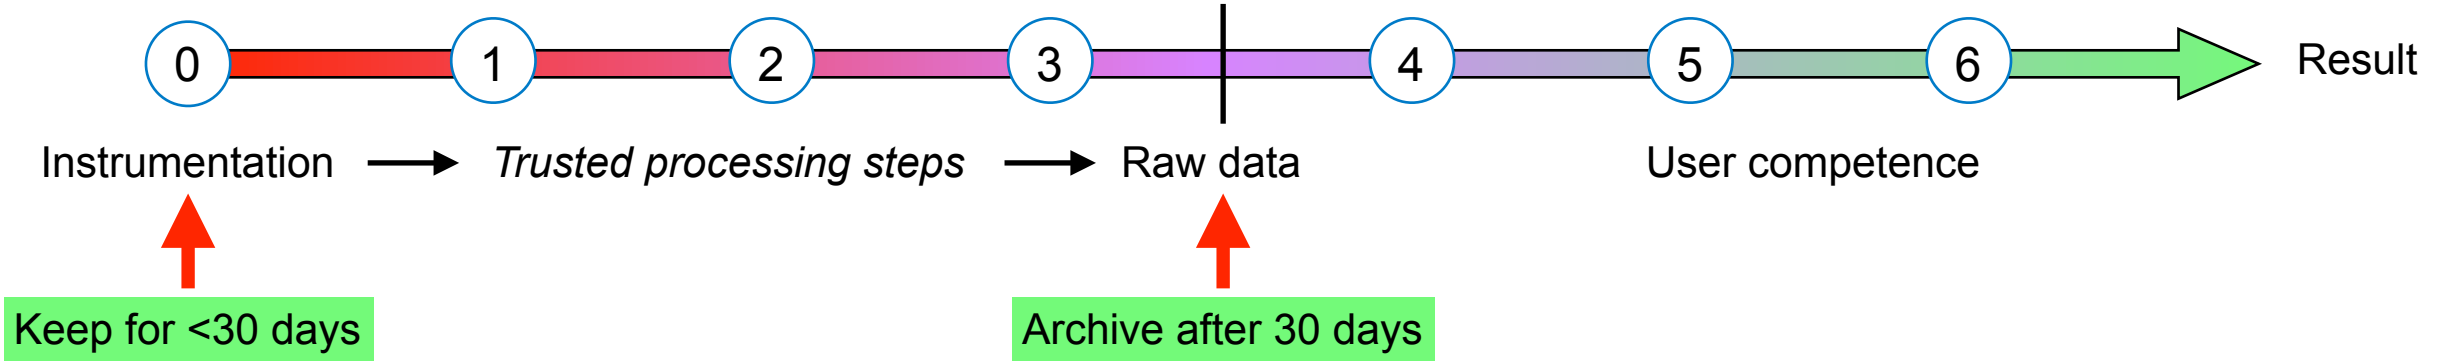 0 1 2 3 4 5 6 Result
Instrumentation Trusted processing steps Raw data User competence
Keep for <30 days Archive after 30 days